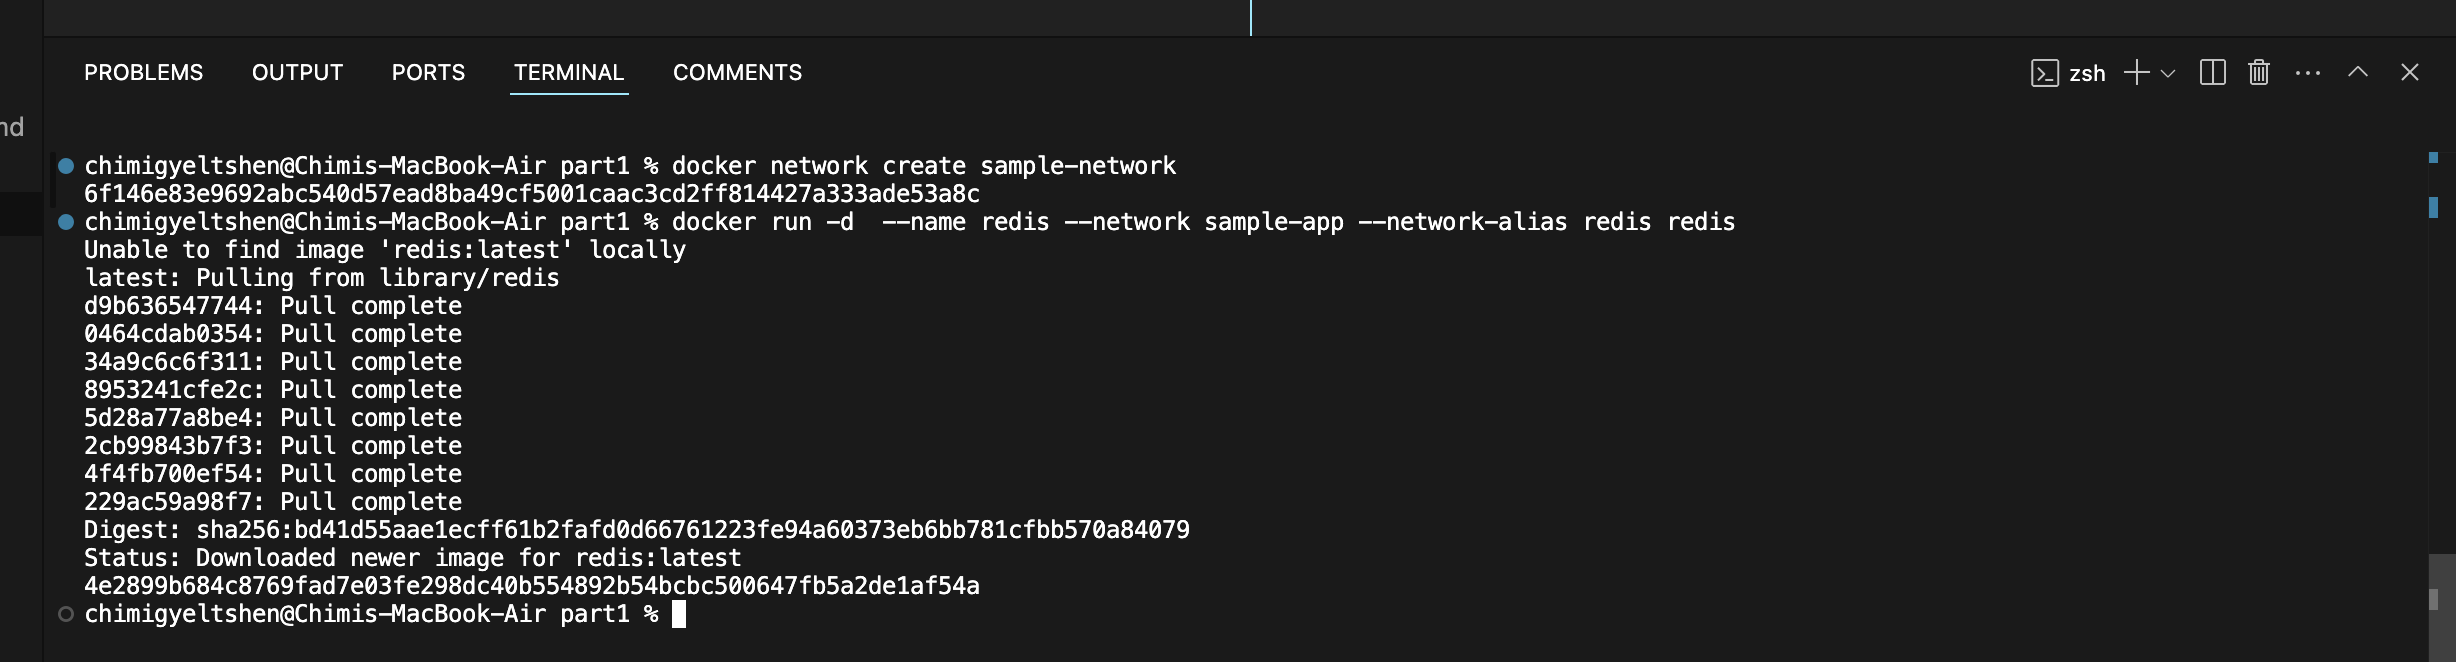 PROBLEMS OUTPUT PORTS TERMINAL COMMENTS zsh
nd
chimigyeltshen@Chimis-MacBook-Air part1 % docker network create sample-network
6f146e83e9692abc540d57ead8ba49cf5001caac3cd2ff814427a333ade53a8c
chimigyeltshen@Chimis-MacBook-Air part1 % docker run -d  --name redis --network sample-app --network-alias redis redis
Unable to find image 'redis:latest' locally
latest: Pulling from library/redis
d9b636547744: Pull complete
0464cdab0354: Pull complete
34a9c6c6f311: Pull complete
8953241cfe2c: Pull complete
5d28a77a8be4: Pull complete
2cb99843b7f3: Pull complete
4f4fb700ef54: Pull complete
229ac59a98f7: Pull complete
Digest: sha256:bd41d55aae1ecff61b2fafd0d66761223fe94a60373eb6bb781cfbb570a84079
Status: Downloaded newer image for redis:latest
4e2899b684c8769fad7e03fe298dc40b554892b54bcbc500647fb5a2de1af54a
chimigyeltshen@Chimis-MacBook-Air part1 %